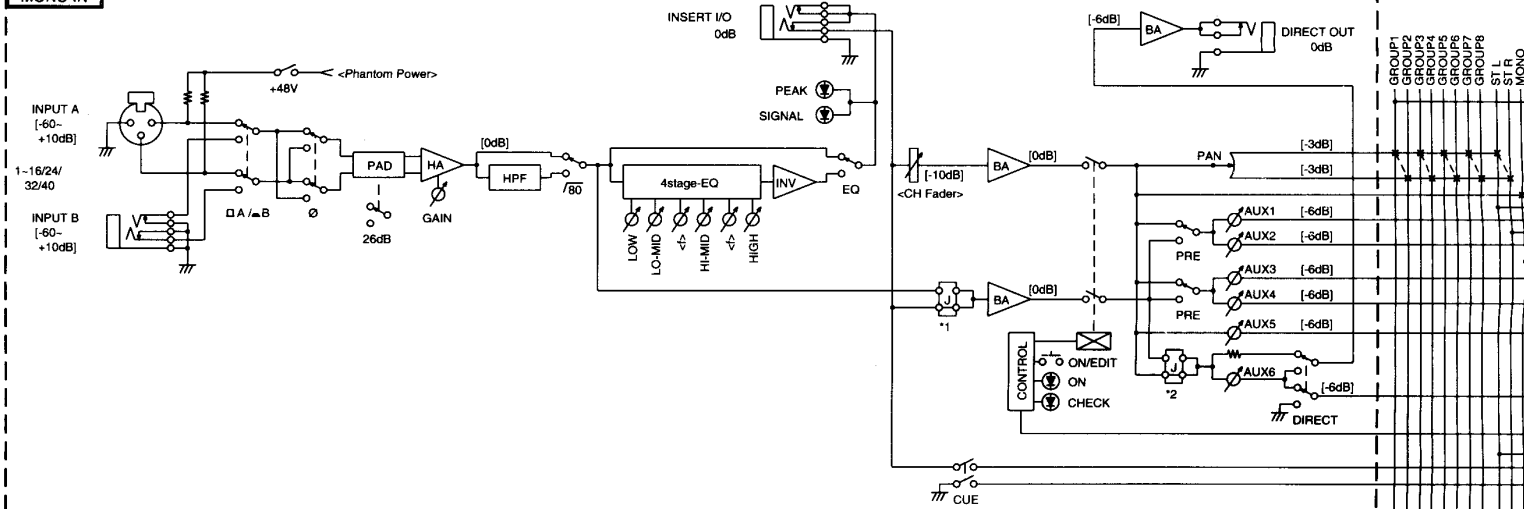 INSERT I/O
0dB
[-6dB]
BA
DIRECT OUT
0dB
GROUP1
GROUP2
GROUP3
GROUP4
GROUP5
GROUP6
GROUP7
GROUP8
ST L
ST R
MONO
<Phantom Power>
+48V
PEAK
SIGNAL
INPUT A
[-60~
+10dB]
1~16/24/
32/40
INPUT B
[-60~
+10dB]
A / B
Ø
PAD
26dB
HA
GAIN
[0dB]
HPF
/80
4stage-EQ
INV
EQ
LOW
LO-MID
<f>
HI-MID
<f>
HIGH
[-10dB]
<CH Fader>
BA
[0dB]
PAN
[-3dB]
[-3dB]
AUX1
[-6dB]
AUX2
[-6dB]
PRE
AUX3
[-6dB]
AUX4
[-6dB]
PRE
AUX5
[-6dB]
J
*1
BA
[0dB]
CONTROL
ON/EDIT
ON
CHECK
J
*2
AUX6
[-6dB]
DIRECT
CUE